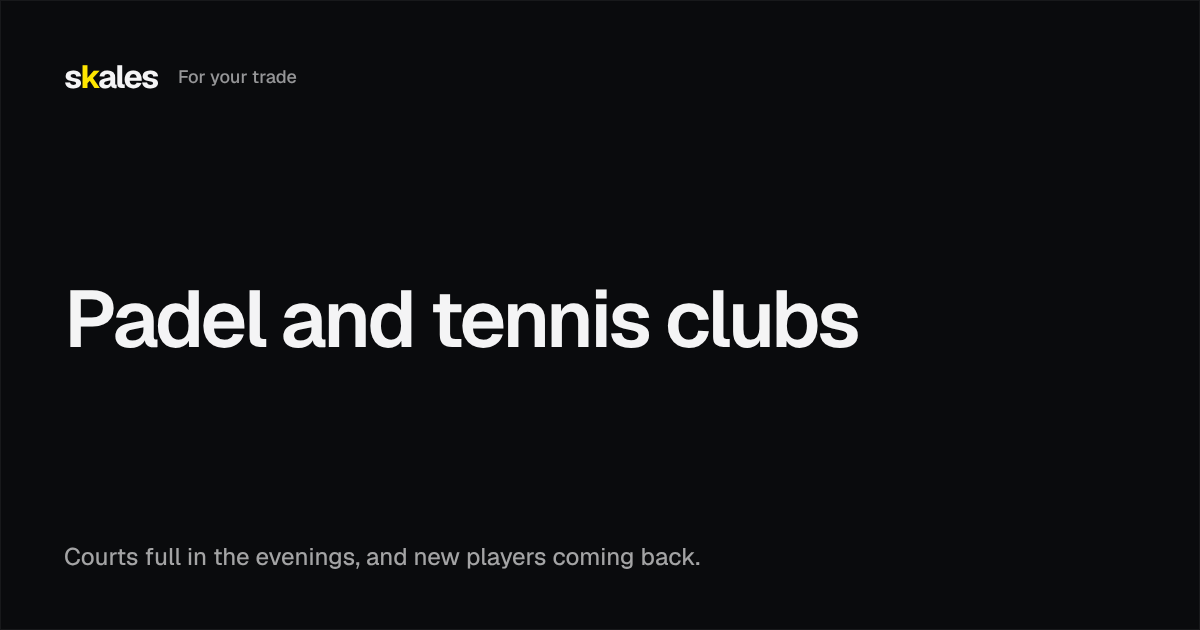 skales For your trade
Padel and tennis clubs
Courts full in the evenings, and new players coming back.